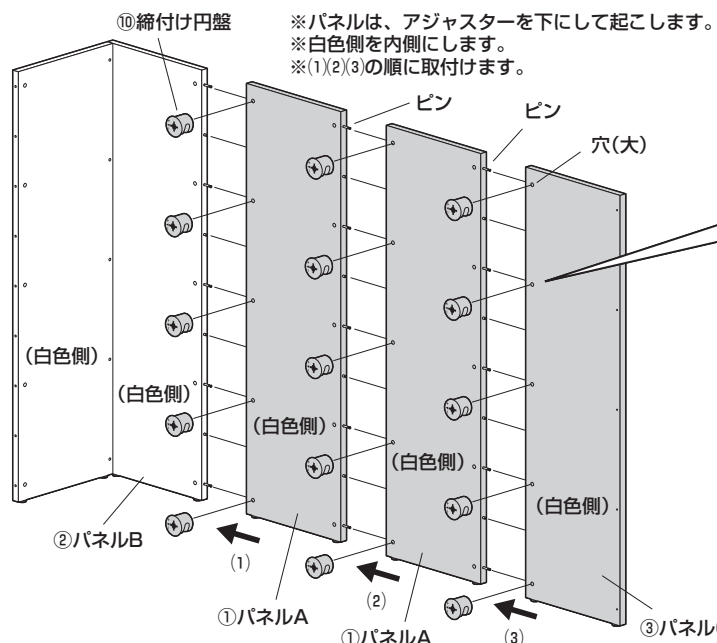 ⑩締付け円盤
※パネルは、アジャスターを下にして起こします。
※白色側を内側にします。
※⑴⑵⑶の順に取付けます。
ピン
ピン
穴(大)
(白色側)
(白色側)
(白色側)
(白色側)
(白色側)
②パネルB
⑴
①パネルA
⑵
①パネルA
⑶
③パネル